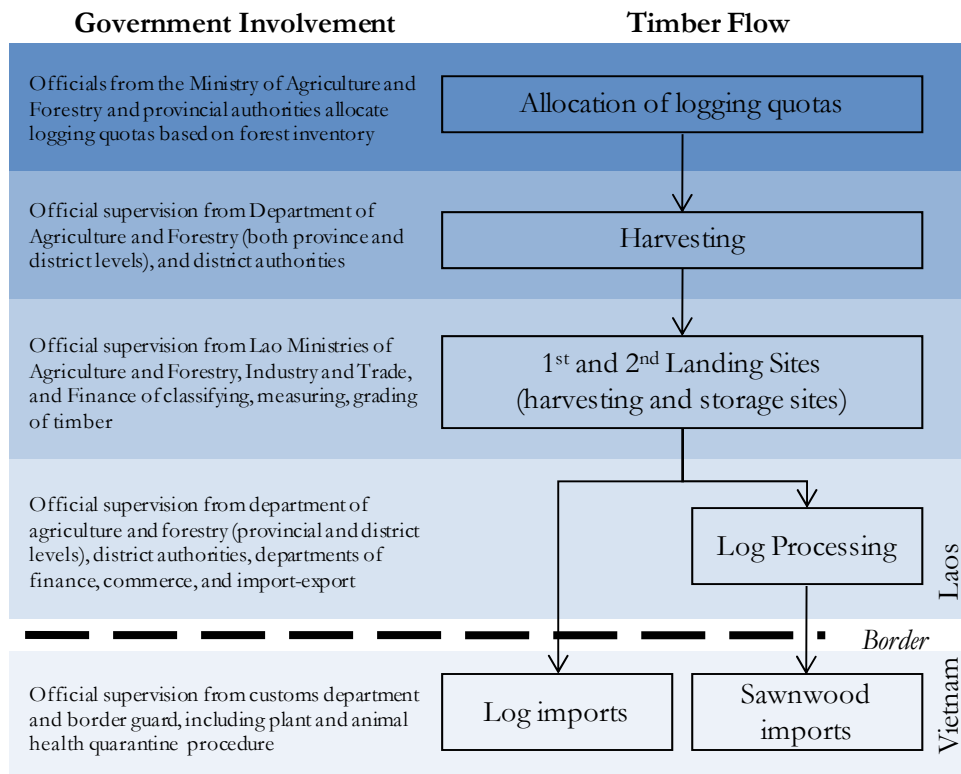 Government Involvement
Timber Flow
Officials from the Ministry of Agriculture and
Forestry and provincial authorities allocate
logging quotas based on forest inventory
Allocation of logging quotas
Official supervision from Department of
Agriculture and Forestry (both province and
district levels), and district authorities
Harvesting
Official supervision from Lao Ministries of
Agriculture and Forestry, Industry and Trade,
and Finance of classifying, measuring, grading
of timber
1st and 2nd Landing Sites
(harvesting and storage sites)
Official supervision from department of
agriculture and forestry (provincial and district
levels), district authorities, departments of
finance, commerce, and import-export
Log Processing
Laos
Border
Official supervision from customs department
and border guard, including plant and animal
health quarantine procedure
Log imports
Sawnwood
imports
Vietnam